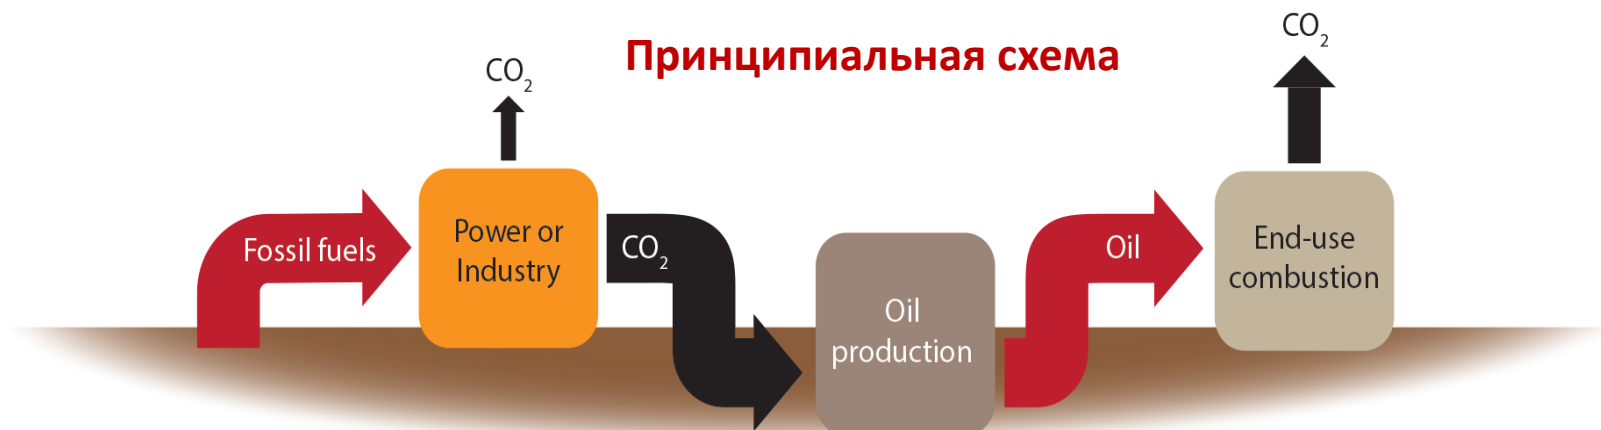 Принципиальная схема
CO₂
CO₂
Fossil fuels
Power or
Industry
CO₂
Oil
production
Oil
End-use
combustion